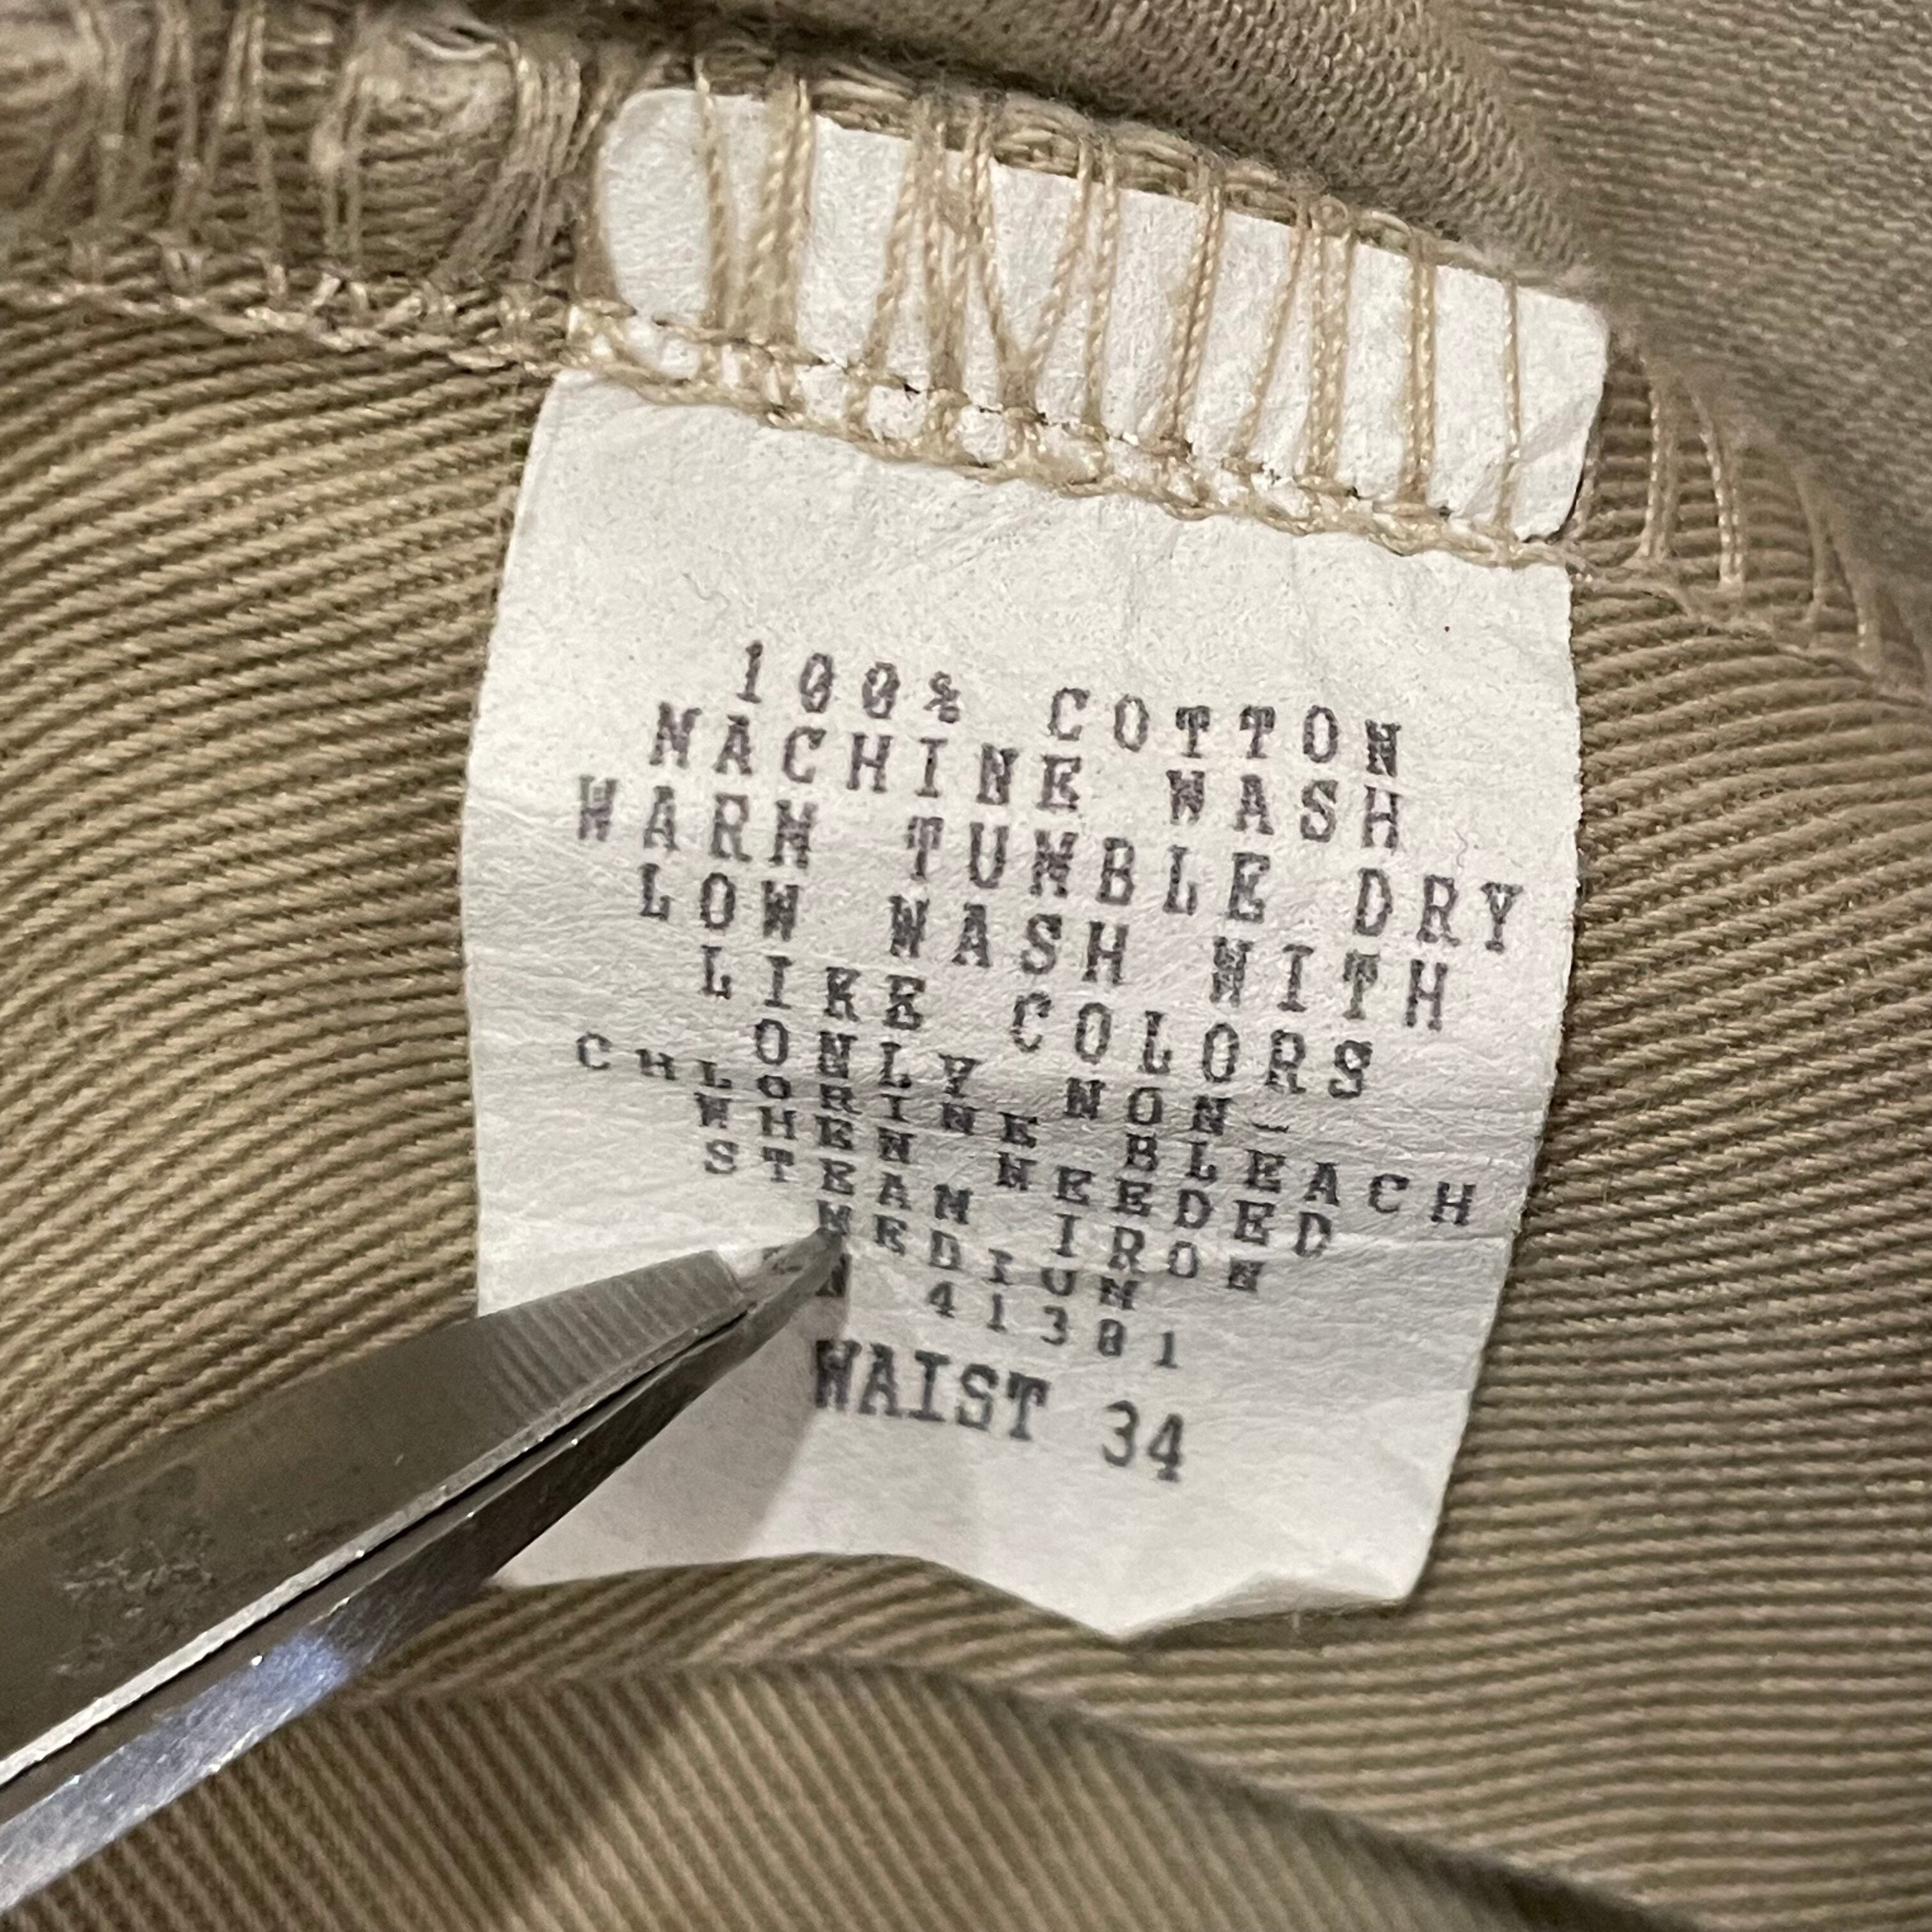 100% COTTON
MACHINE WASH
WARM TUMBLE DRY
LOW WASH WITH
LIKE COLORS
ONLY NON-
CHLORINE BLEACH
WHEN NEEDED
STEAM IRON
MEDIUM
41301
WAIST 34